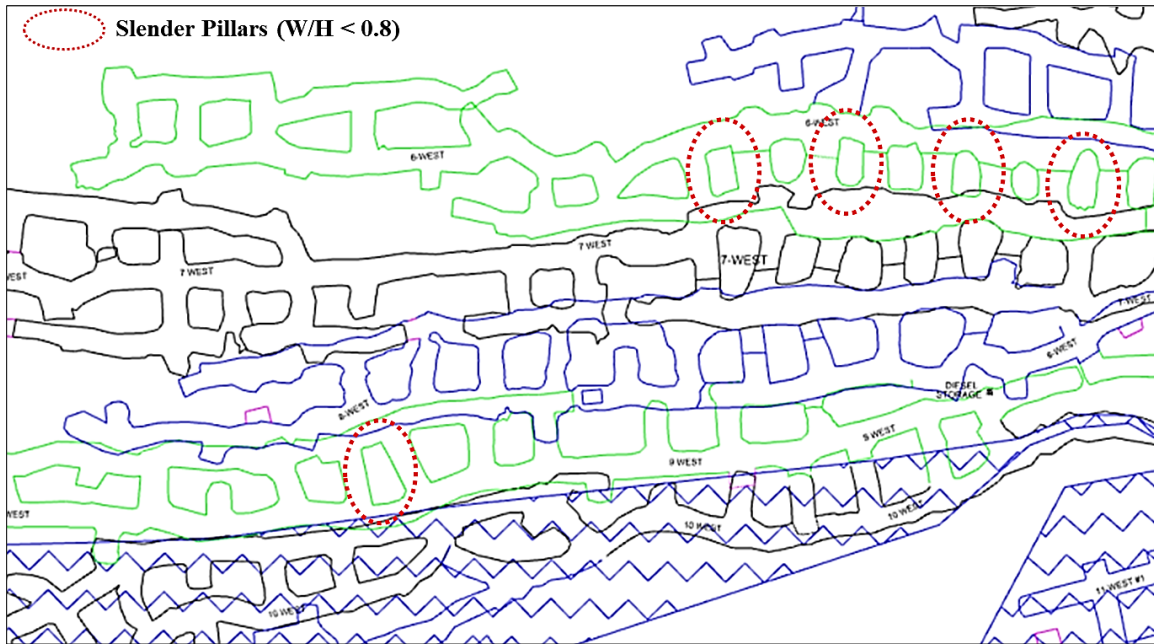 Slender Pillars (W/H < 0.8)
6-WEST
6-WEST
7 WEST
7-WEST
WEST
7 WEST
7-WEST
6-WEST
DIESEL
STORAGE
8-WEST
9-WEST
9 WEST
WEST
10 WEST
10 WEST
10 WEST
11-WEST #1